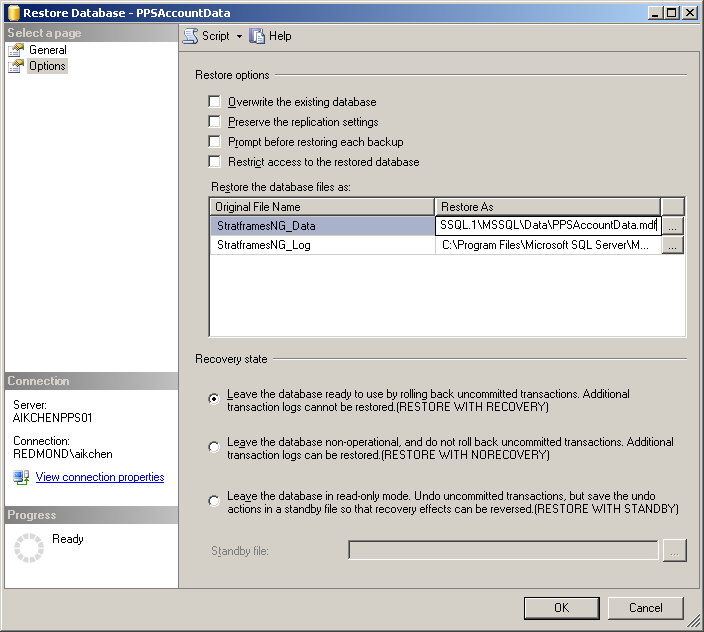 Restore Database - PPSAccountData
Select a page
General
Options
Script
Help
Restore options
Overwrite the existing database
Preserve the replication settings
Prompt before restoring each backup
Restrict access to the restored database
Restore the database files as:
Original File Name Restore As
StratframesNG_Data SSQL.1\MSSQL\Data\PPSAccountData.mdf ...
StratframesNG_Log C:\Program Files\Microsoft SQL Server\M... ...
Recovery state
Leave the database ready to use by rolling back uncommitted transactions. Additional
transaction logs cannot be restored.(RESTORE WITH RECOVERY)
Leave the database non-operational, and do not roll back uncommitted transactions. Additional
transaction logs can be restored.(RESTORE WITH NORECOVERY)
Leave the database in read-only mode. Undo uncommitted transactions, but save the undo
actions in a standby file so that recovery effects can be reversed.(RESTORE WITH STANDBY)
Standby file: ...
Connection
Server:
AIKCHENPPS01
Connection:
REDMOND\aikchen
View connection properties
Progress
Ready
OK Cancel